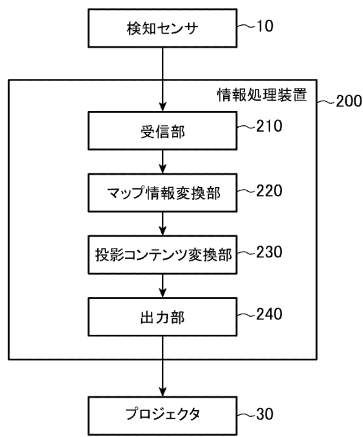 検知センサ 10
情報処理装置 200
受信部 210
マップ情報変換部 220
投影コンテンツ変換部 230
出力部 240
プロジェクタ 30